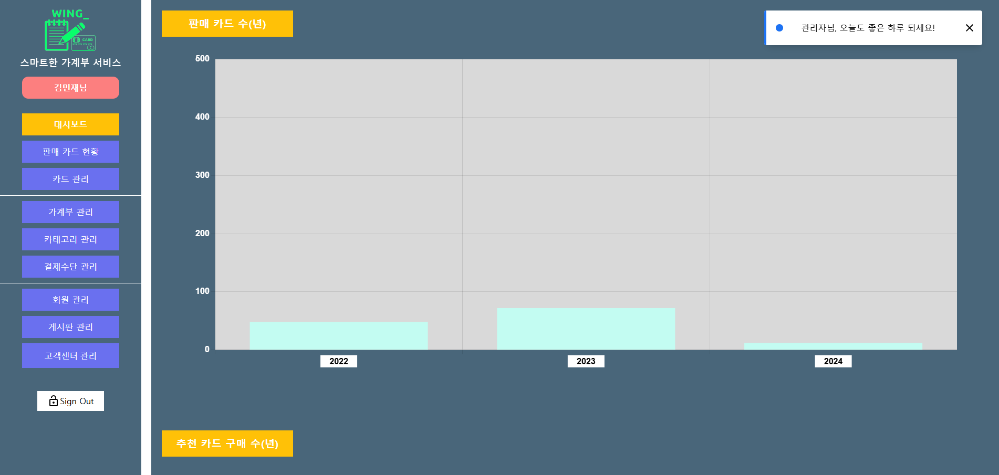 WING_
CARD
스마트한 가계부 서비스
김민재님
대시보드
판매 카드 현황
카드 관리
가계부 관리
카테고리 관리
결제수단 관리
회원 관리
게시판 관리
고객센터 관리
Sign Out
판매 카드 수(년)
관리자님, 오늘도 좋은 하루 되세요!
500
400
300
200
100
0
2022
2023
2024
추천 카드 구매 수(년)